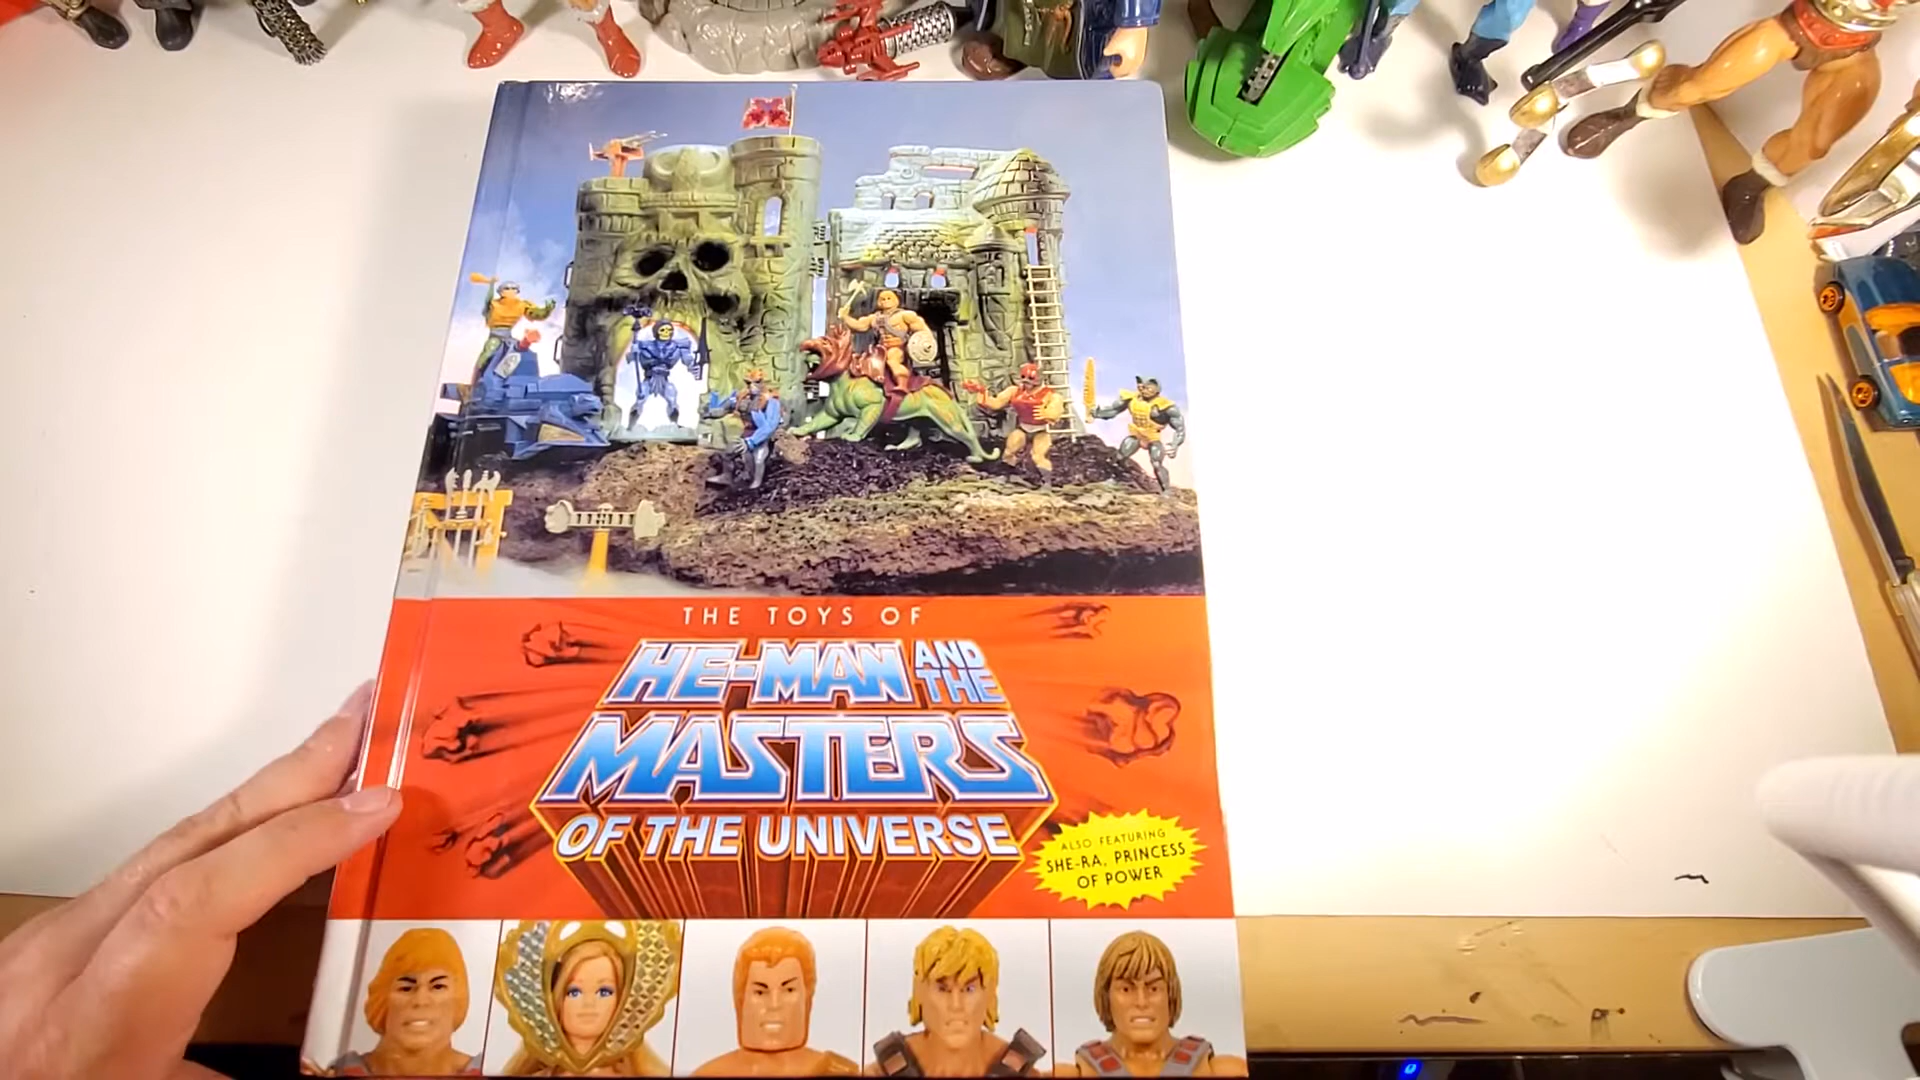 THE TOYS OF
HE-MAN AND THE
MASTERS
OF THE UNIVERSE
ALSO FEATURING
SHE-RA, PRINCESS
OF POWER